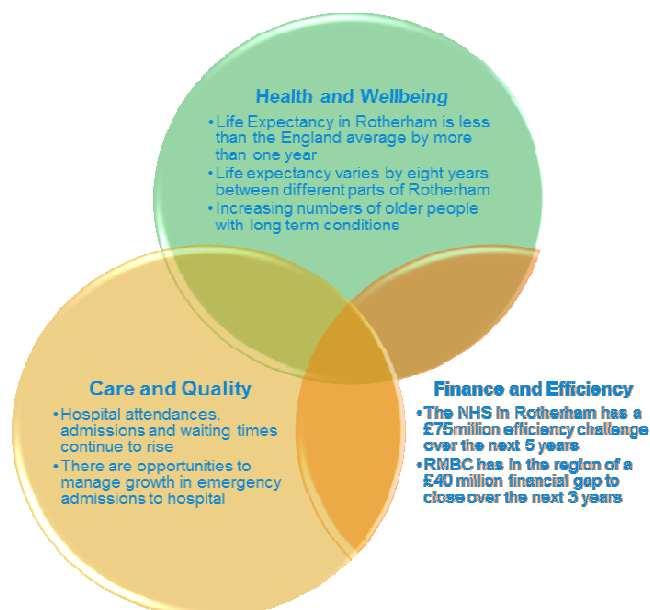 Health and Wellbeing
• Life Expectancy in Rotherham is less
than the England average by more
than one year
• Life expectancy varies by eight years
between different parts of Rotherham
• Increasing numbers of older people
with long term conditions
Care and Quality
• Hospital attendances,
admissions and waiting times
continue to rise
• There are opportunities to
manage growth in emergency
admissions to hospital
Finance and Efficiency
• The NHS in Rotherham has a
£75million efficiency challenge
over the next 5 years
• RMBC has in the region of a
£40 million financial gap to
close over the next 3 years